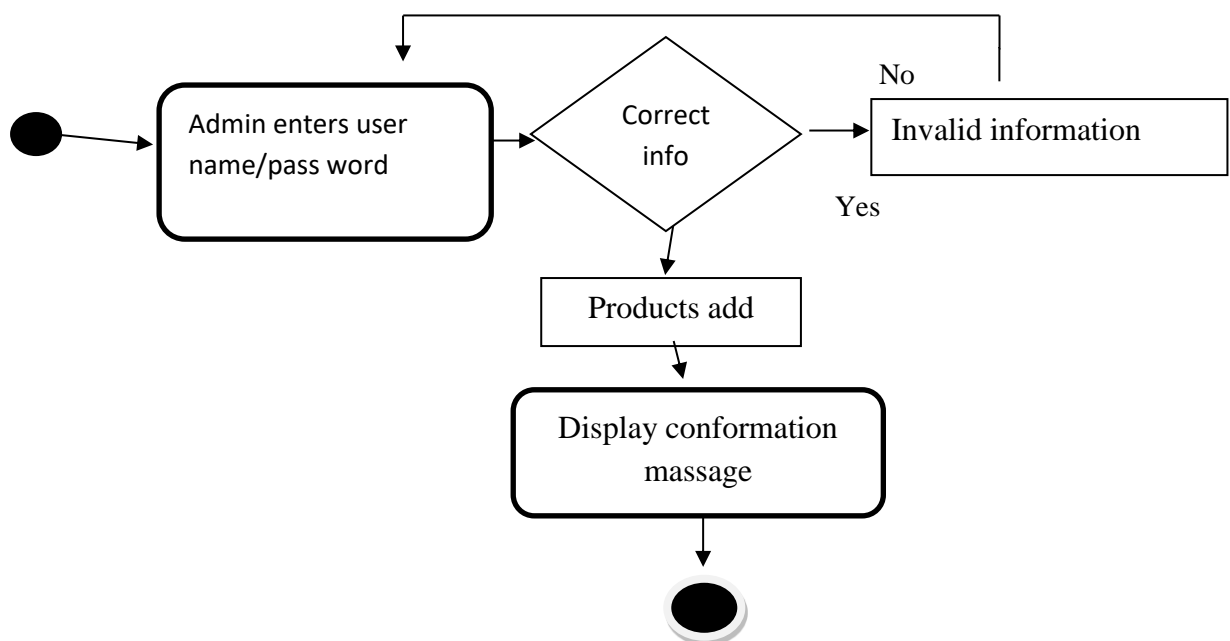 Admin enters user
name/pass word
Correct
info
No
Invalid information
Yes
Products add
Display conformation
massage